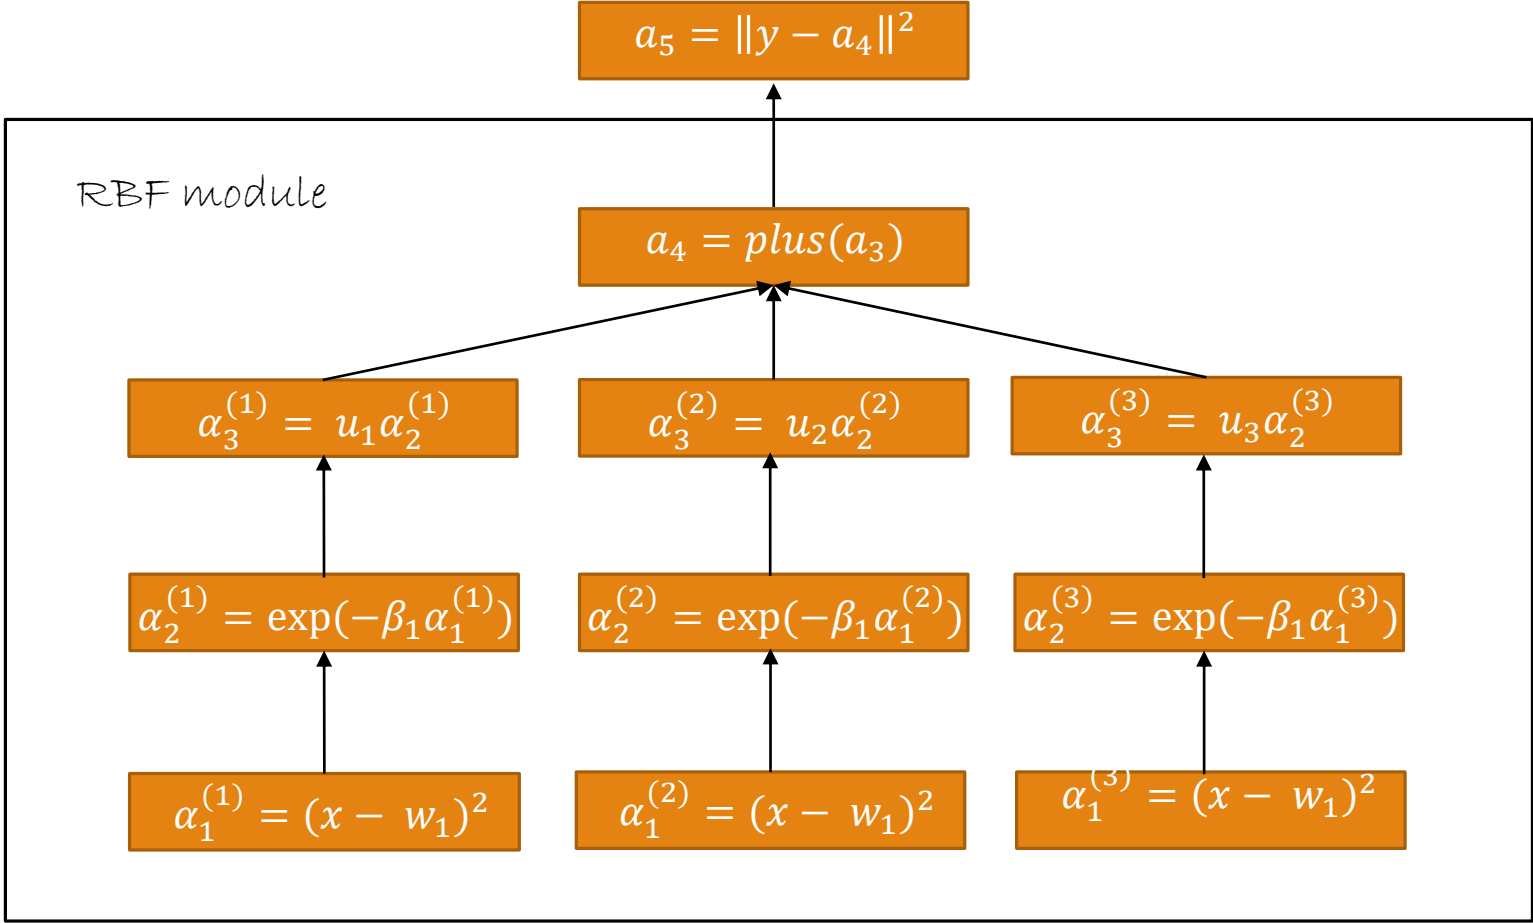 a₅ = ‖y − a₄‖²
RBF module
a₄ = plus(a₃)
α₃⁽¹⁾ = u₁α₂⁽¹⁾
α₃⁽²⁾ = u₂α₂⁽²⁾
α₃⁽³⁾ = u₃α₂⁽³⁾
α₂⁽¹⁾ = exp(−β₁α₁⁽¹⁾)
α₂⁽²⁾ = exp(−β₁α₁⁽²⁾)
α₂⁽³⁾ = exp(−β₁α₁⁽³⁾)
α₁⁽¹⁾ = (x − w₁)²
α₁⁽²⁾ = (x − w₁)²
α₁⁽³⁾ = (x − w₁)²